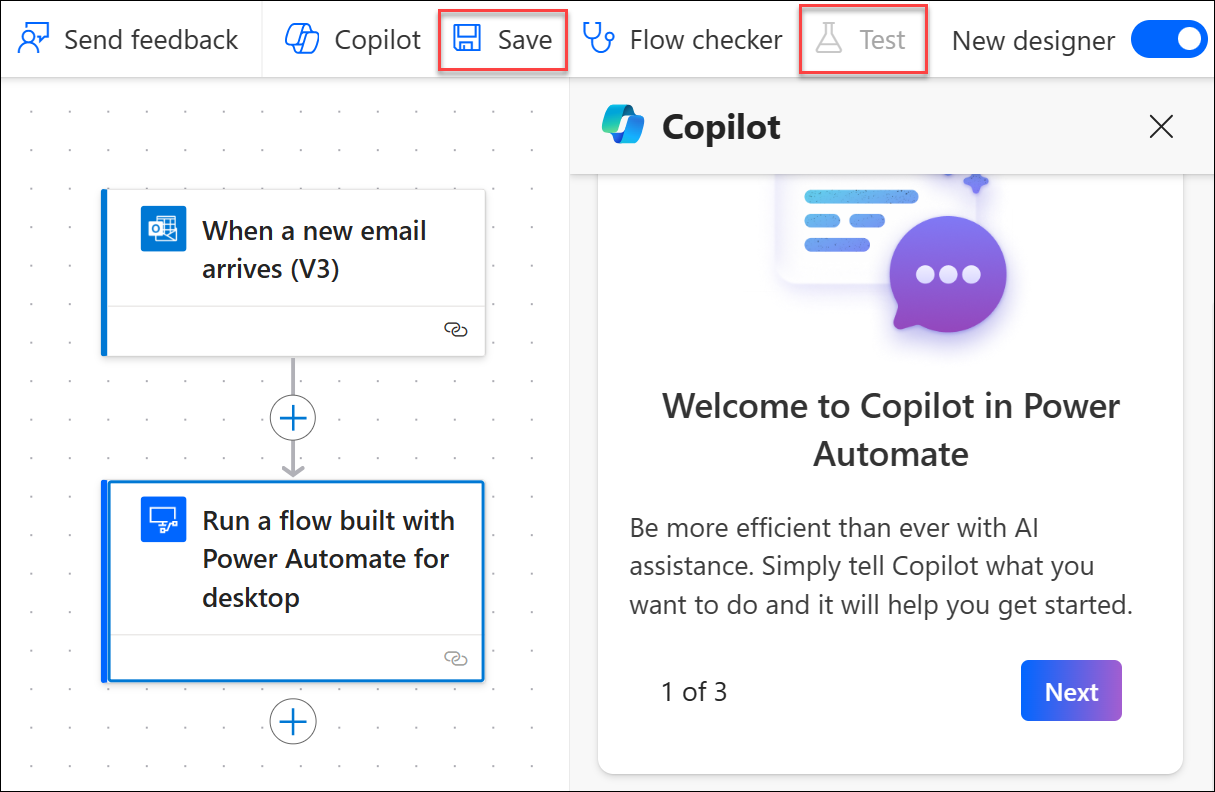 Send feedback
Copilot
Save
Flow checker
Test
New designer
Copilot
When a new email
arrives (V3)
Run a flow built with
Power Automate for
desktop
Welcome to Copilot in Power
Automate
Be more efficient than ever with AI
assistance. Simply tell Copilot what you
want to do and it will help you get started.
1 of 3
Next